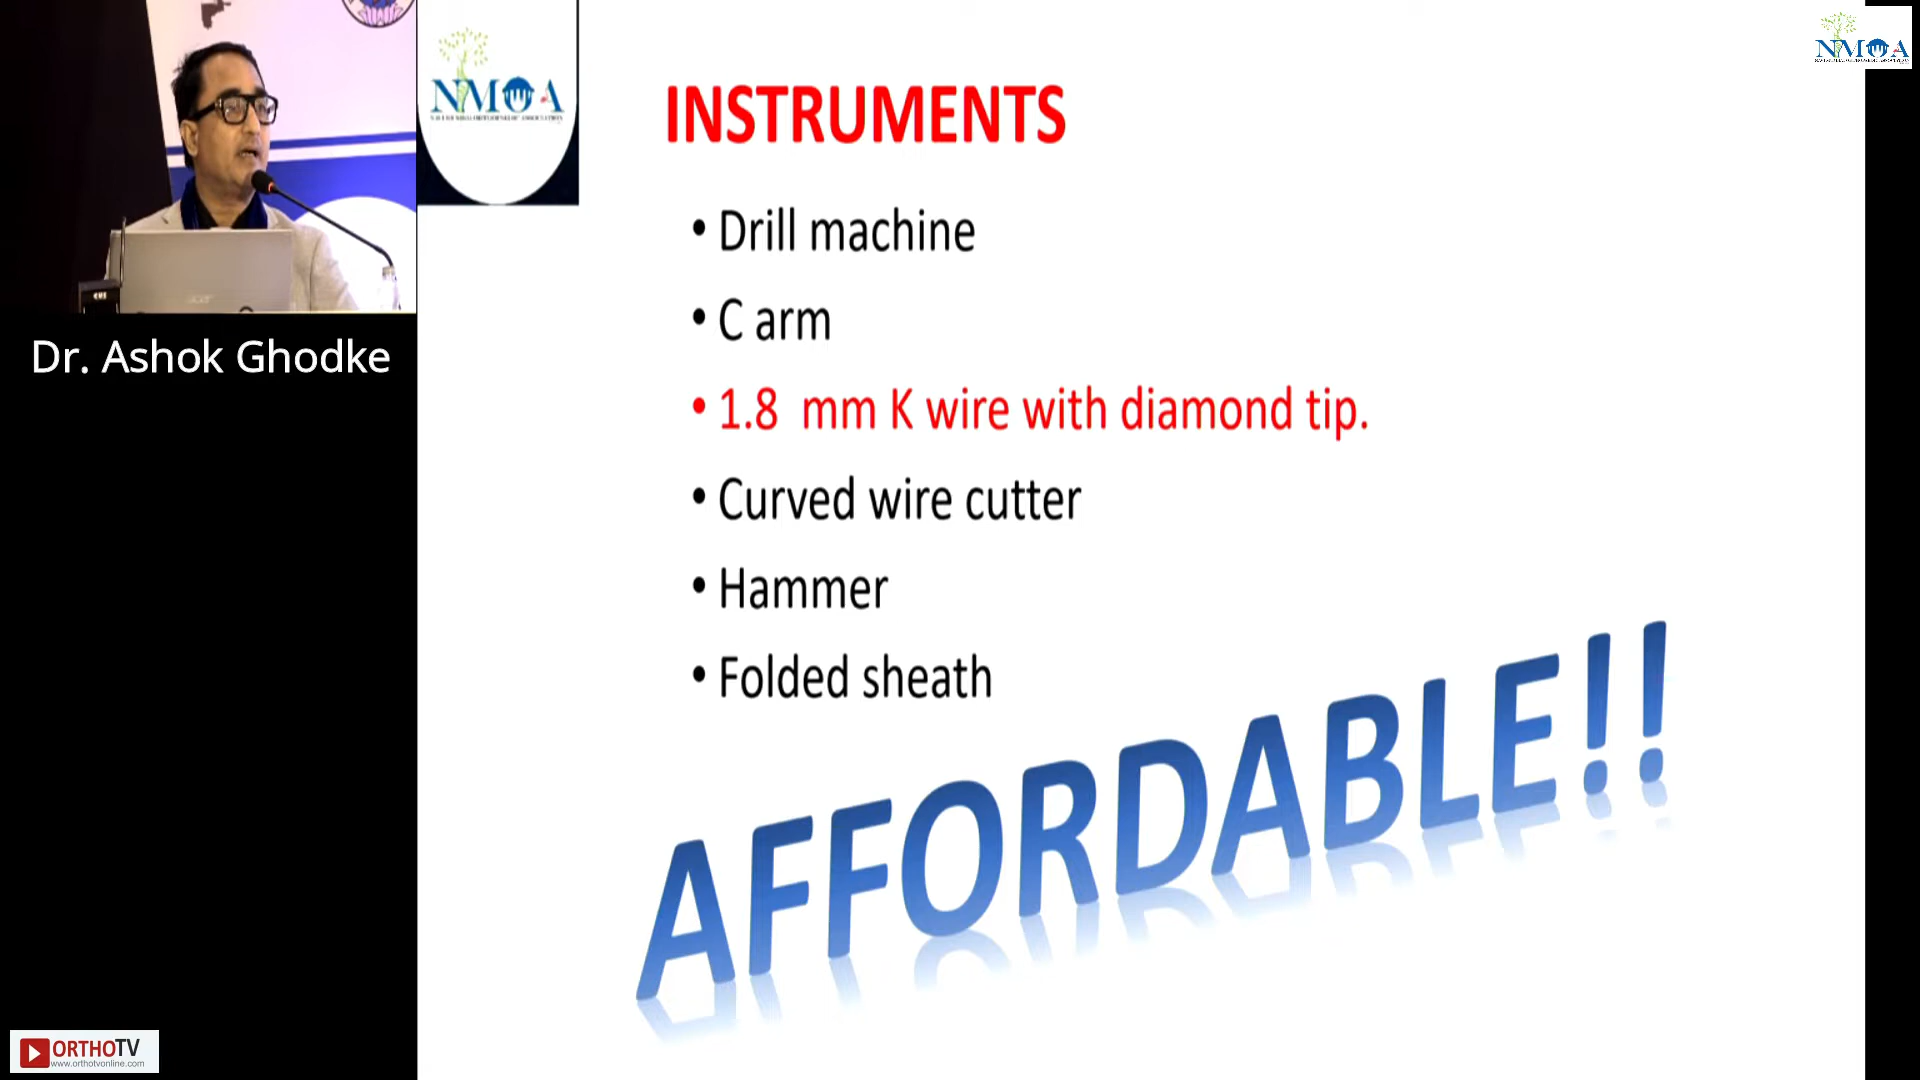 NMOA
INSTRUMENTS
• Drill machine
• C arm
• 1.8 mm K wire with diamond tip.
• Curved wire cutter
• Hammer
• Folded sheath
AFFORDABLE!!
Dr. Ashok Ghodke
ORTHOTV
www.orthotvonline.com
NMOA